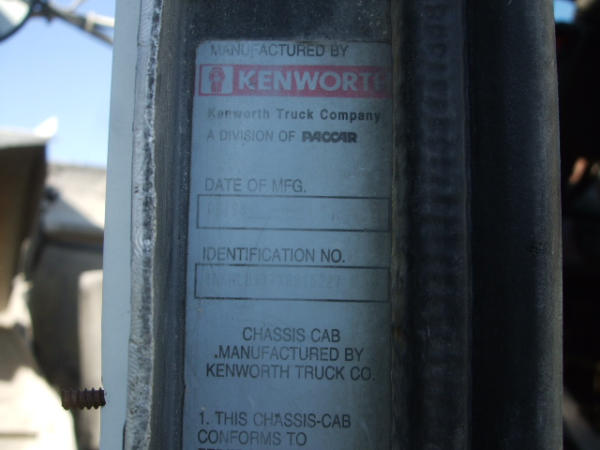 MANUFACTURED BY
KENWORTH
Kenworth Truck Company
A DIVISION OF PACCAR
DATE OF MFG.
IDENTIFICATION NO.
CHASSIS CAB
.MANUFACTURED BY
KENWORTH TRUCK CO.
1. THIS CHASSIS-CAB
CONFORMS TO